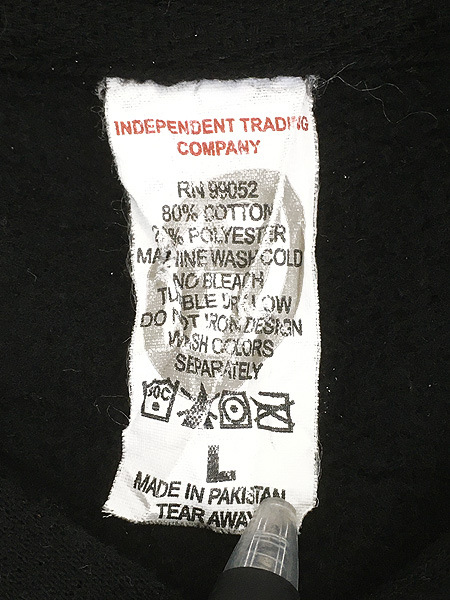 INDEPENDENT TRADING
COMPANY
RN 99052
80% COTTON
20% POLYESTER
MACHINE WASH COLD
NO BLEACH
TUMBLE DRY LOW
DO NOT IRON DESIGN
WASH COLORS
SEPARATELY
30C
L
MADE IN PAKISTAN
TEAR AWAY